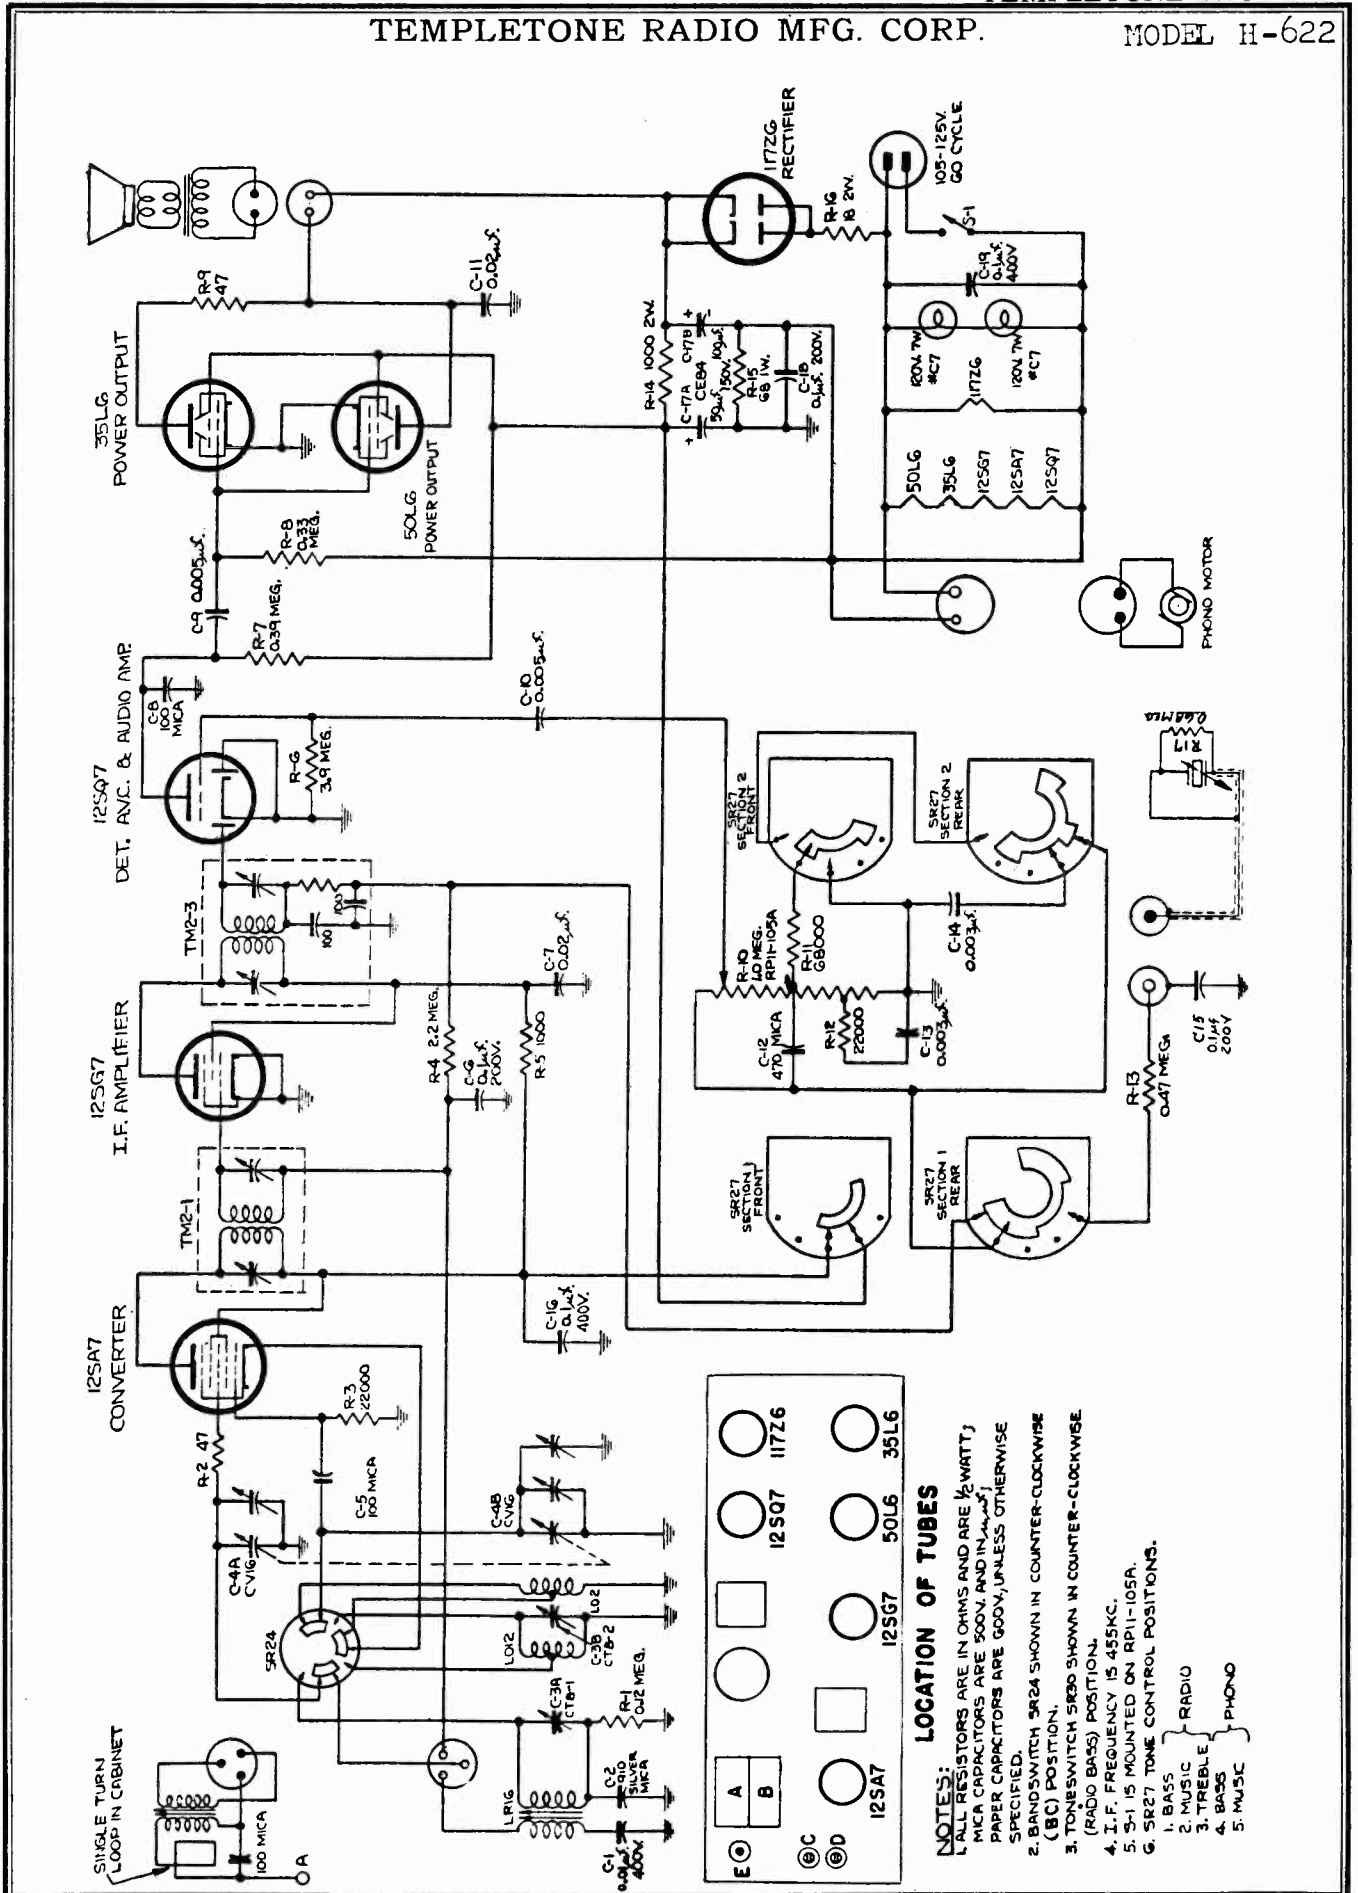 TEMPLETONE RADIO MFG. CORP.
MODEL H-622
SINGLE TURN
LOOP IN CABINET
100 MICA
A
12SA7
CONVERTER
TM2-1
12SG7
I.F. AMPLIFIER
TM2-3
12SQ7
DET. AVC. & AUDIO AMP.
35L6
POWER OUTPUT
50L6
POWER OUTPUT
117Z6
RECTIFIER
R-16
18 2W.
105-125V.
60 CYCLE
S-1
C-19
0.1µf.
400V
120V. 7W
#C7
120V. 7W
#C7
117Z6
50L6
35L6
12SG7
12SA7
12SQ7
PHONO MOTOR
R-9
47
C-11
0.02µf.
R-14 1000 2W.
C-17A
C-17B
CE84
50µf.
100µf.
150V.
R-15
68 1W.
C-18
0.1µf. 200V.
C-9 0.005µf.
R-8
0.33
MEG.
R-7
0.39 MEG.
C-8
100
MICA
R-6
3.9 MEG.
C-10
0.005µf.
100
100
R-4 2.2 MEG.
C-6
0.1µf.
200V.
R-5 1000
C-7
0.02µf.
C-16
0.1µf.
400V.
R-2 47
R-3
22000
C-5
100 MICA
C-4A
CV16
C-4B
CV16
SR24
LO2
LO12
C-3B
CT8-2
C-3A
CT8-1
R-1
0.12 MEG.
LR16
C-2
910
SILVER
MICA
C-1
0.01µf.
400V.
SR27
SECTION 1
FRONT
SR27
SECTION 1
REAR
SR27
SECTION 2
FRONT
SR27
SECTION 2
REAR
R-10
1.0 MEG.
RP11-105A
R-11
68000
C-12
470 MICA
R-12
22000
C-13
0.003µf.
C-14
0.003µf.
R-13
0.47 MEG.
C15
0.1µf
200V
R17
0.68 MEG
A
B
C
D
E
12SA7
12SG7
50L6
35L6
12SQ7
117Z6
LOCATION OF TUBES
NOTES:
1. ALL RESISTORS ARE IN OHMS AND ARE ½ WATT;
MICA CAPACITORS ARE 500V. AND IN µµf;
PAPER CAPACITORS ARE 600V, UNLESS OTHERWISE
SPECIFIED.
2. BANDSWITCH SR24 SHOWN IN COUNTER-CLOCKWISE
(BC) POSITION.
3. TONESWITCH SR30 SHOWN IN COUNTER-CLOCKWISE
(RADIO BASS) POSITION.
4. I.F. FREQUENCY IS 455KC.
5. S-1 IS MOUNTED ON RP11-105A.
6. SR27 TONE CONTROL POSITIONS.
1. BASS
2. MUSIC
3. TREBLE
RADIO
4. BASS
5. MUSIC
PHONO